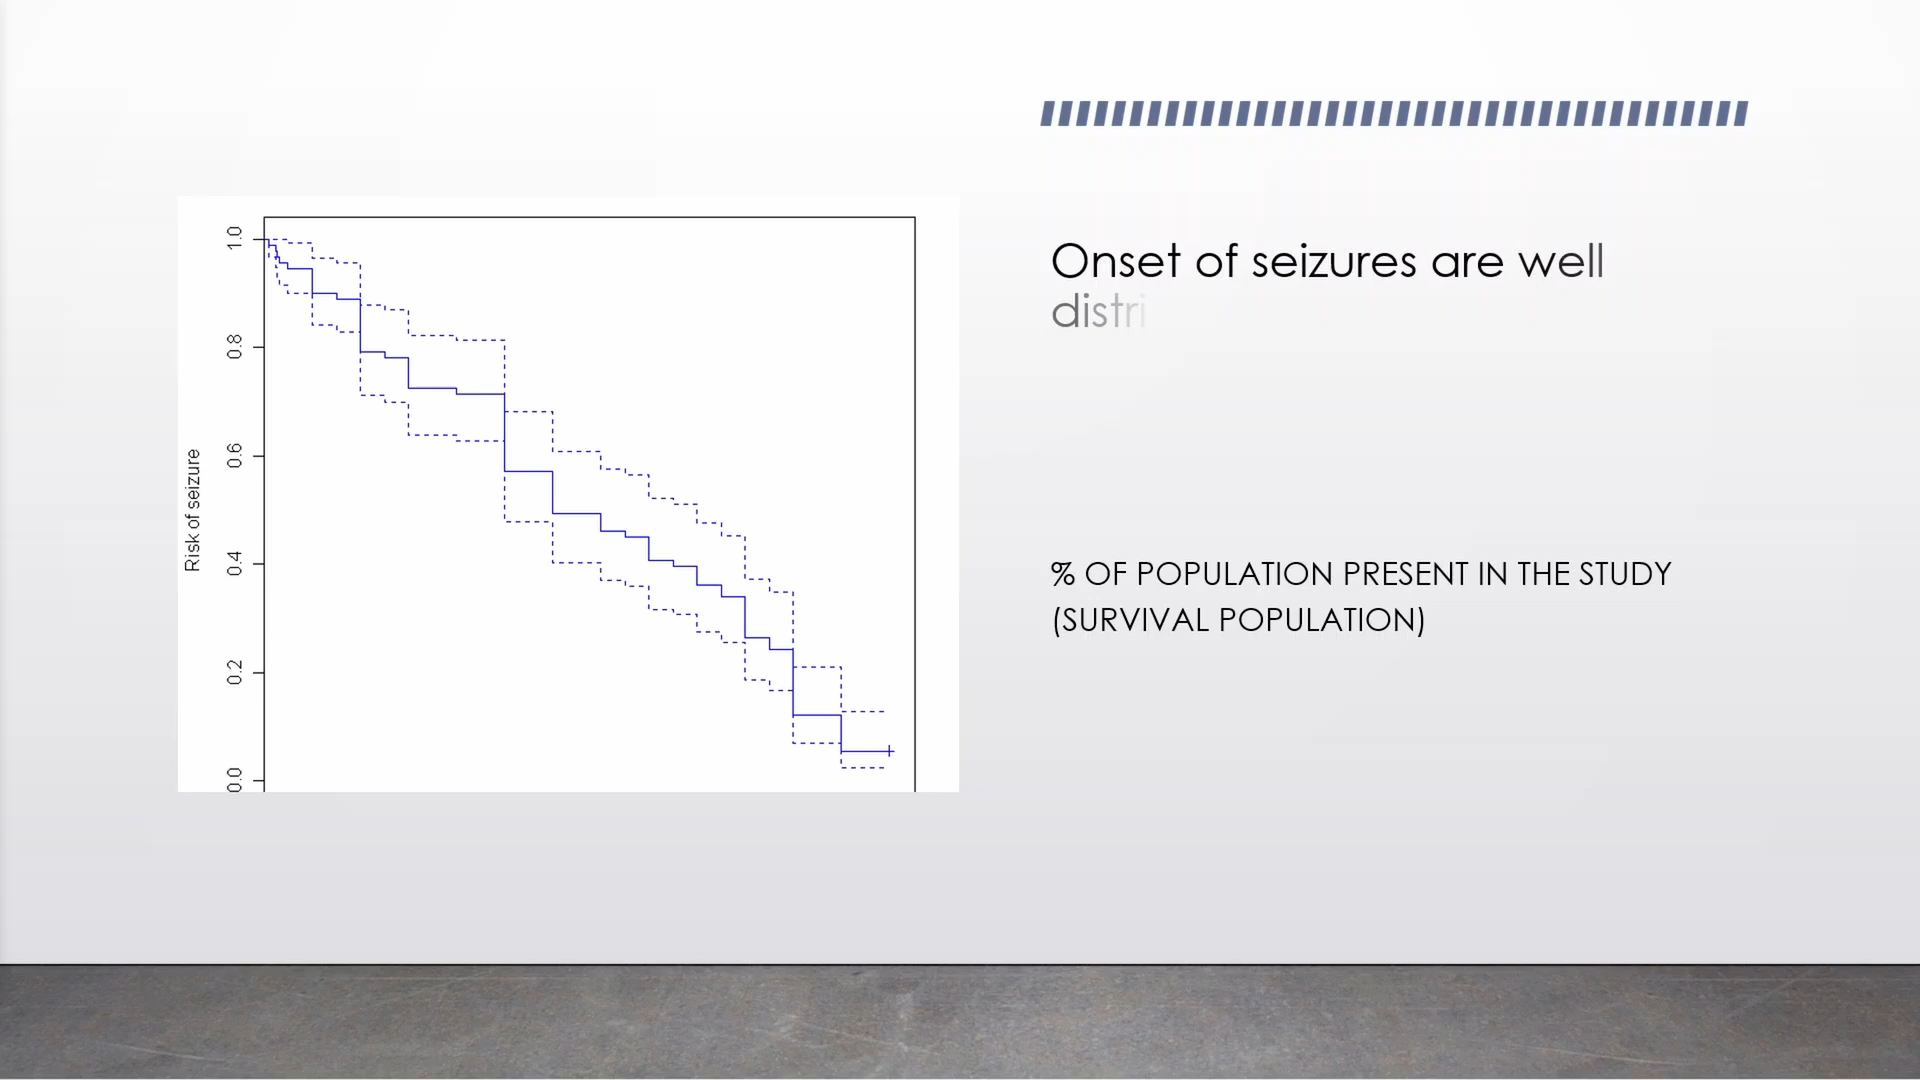 Onset of seizures are well
distri
% OF POPULATION PRESENT IN THE STUDY
(SURVIVAL POPULATION)
Risk of seizure
1.0
0.8
0.6
0.4
0.2
0.0